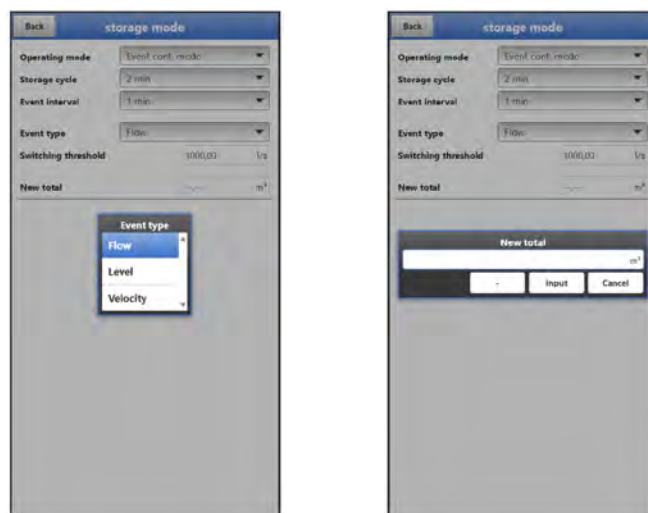 Back storage mode
Operating mode Event cont. mode
Storage cycle 2 min
Event interval 1 min
Event type Flow
Switching threshold 1000,00 l/s
New total --,-- m³
Event type
Flow
Level
Velocity
Back storage mode
Operating mode Event cont. mode
Storage cycle 2 min
Event interval 1 min
Event type Flow
Switching threshold 1000,00 l/s
New total --,-- m³
New total
m³
- Input Cancel